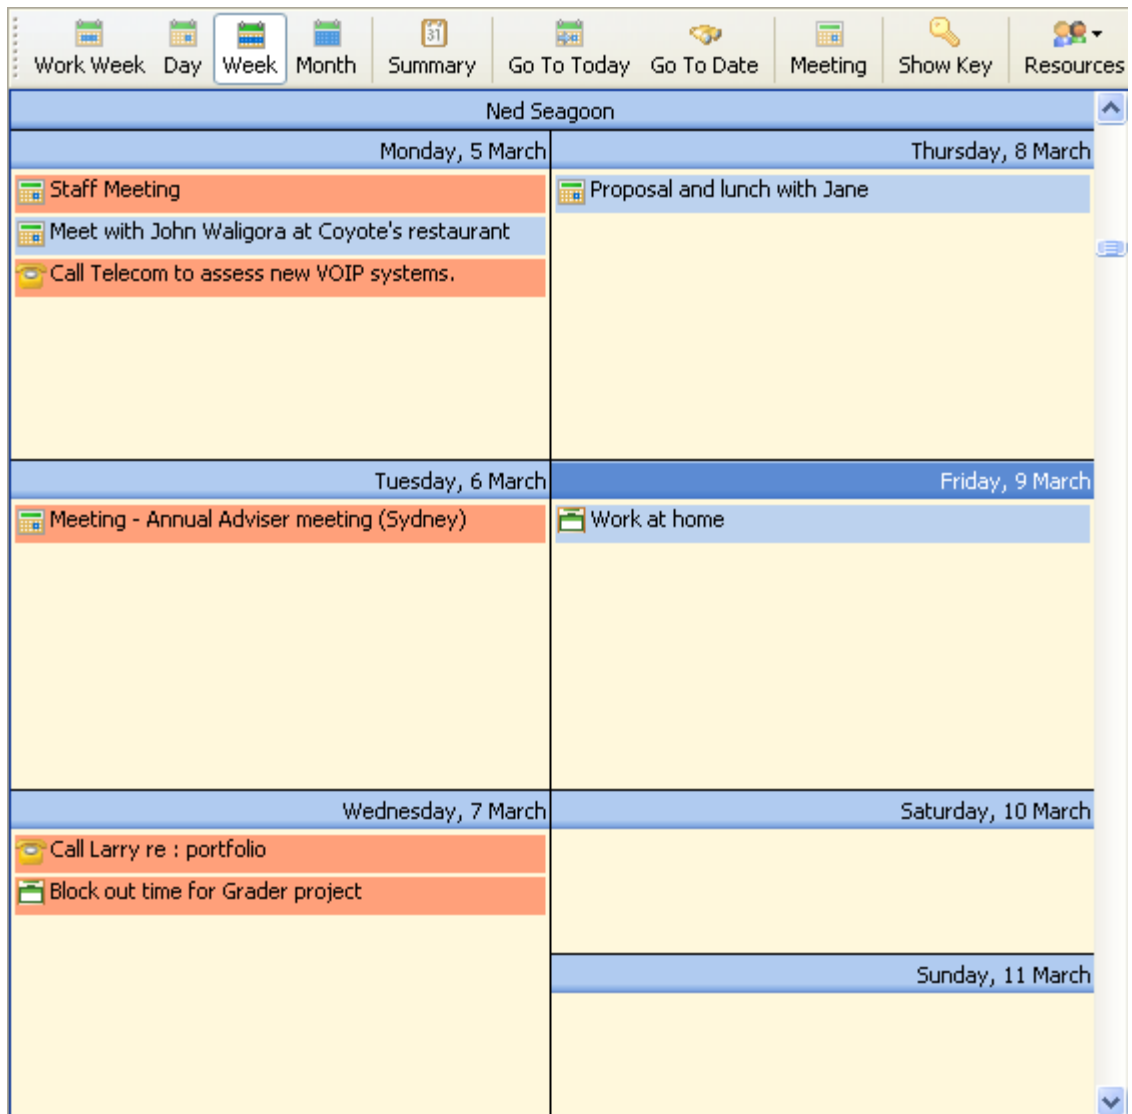 Work Week Day Week Month Summary Go To Today Go To Date Meeting Show Key Resources
31
Ned Seagoon
Monday, 5 March
Staff Meeting
Meet with John Waligora at Coyote's restaurant
Call Telecom to assess new VOIP systems.
Tuesday, 6 March
Meeting - Annual Adviser meeting (Sydney)
Wednesday, 7 March
Call Larry re : portfolio
Block out time for Grader project
Thursday, 8 March
Proposal and lunch with Jane
Friday, 9 March
Work at home
Saturday, 10 March
Sunday, 11 March